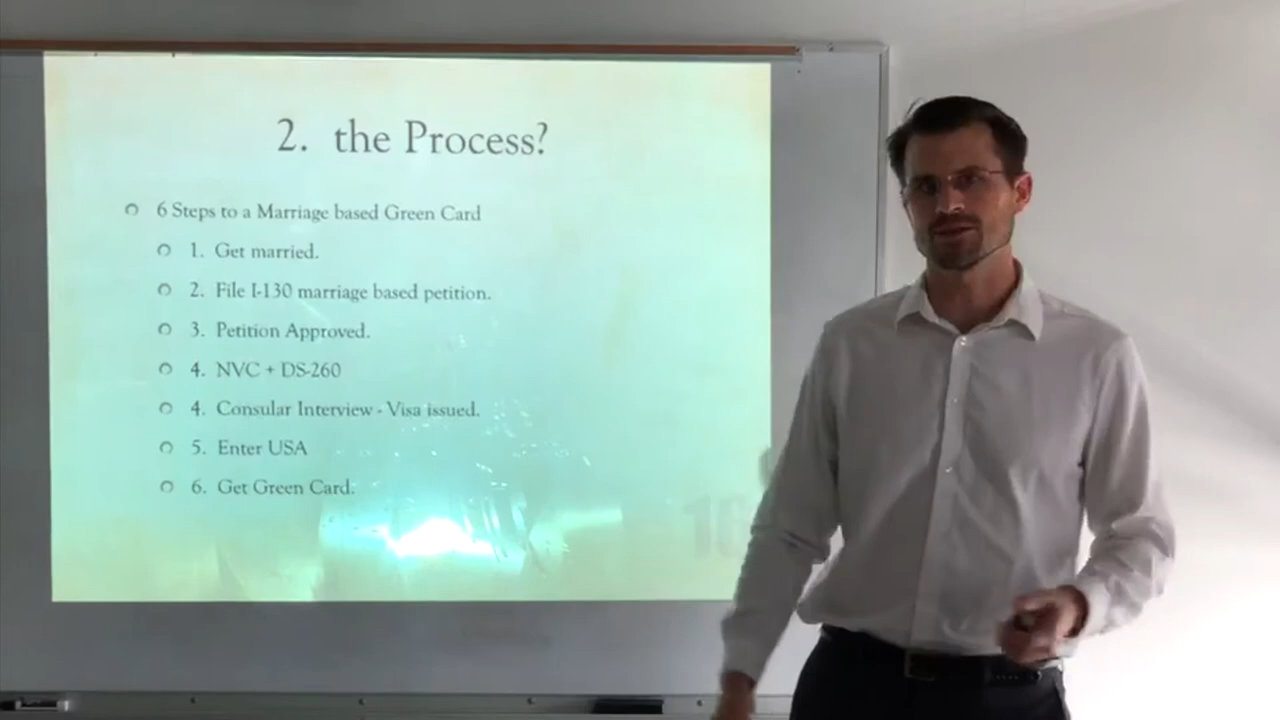 2. the Process?
6 Steps to a Marriage based Green Card
1. Get married.
2. File I-130 marriage based petition.
3. Petition Approved.
4. NVC + DS-260
4. Consular Interview - Visa issued.
5. Enter USA
6. Get Green Card.